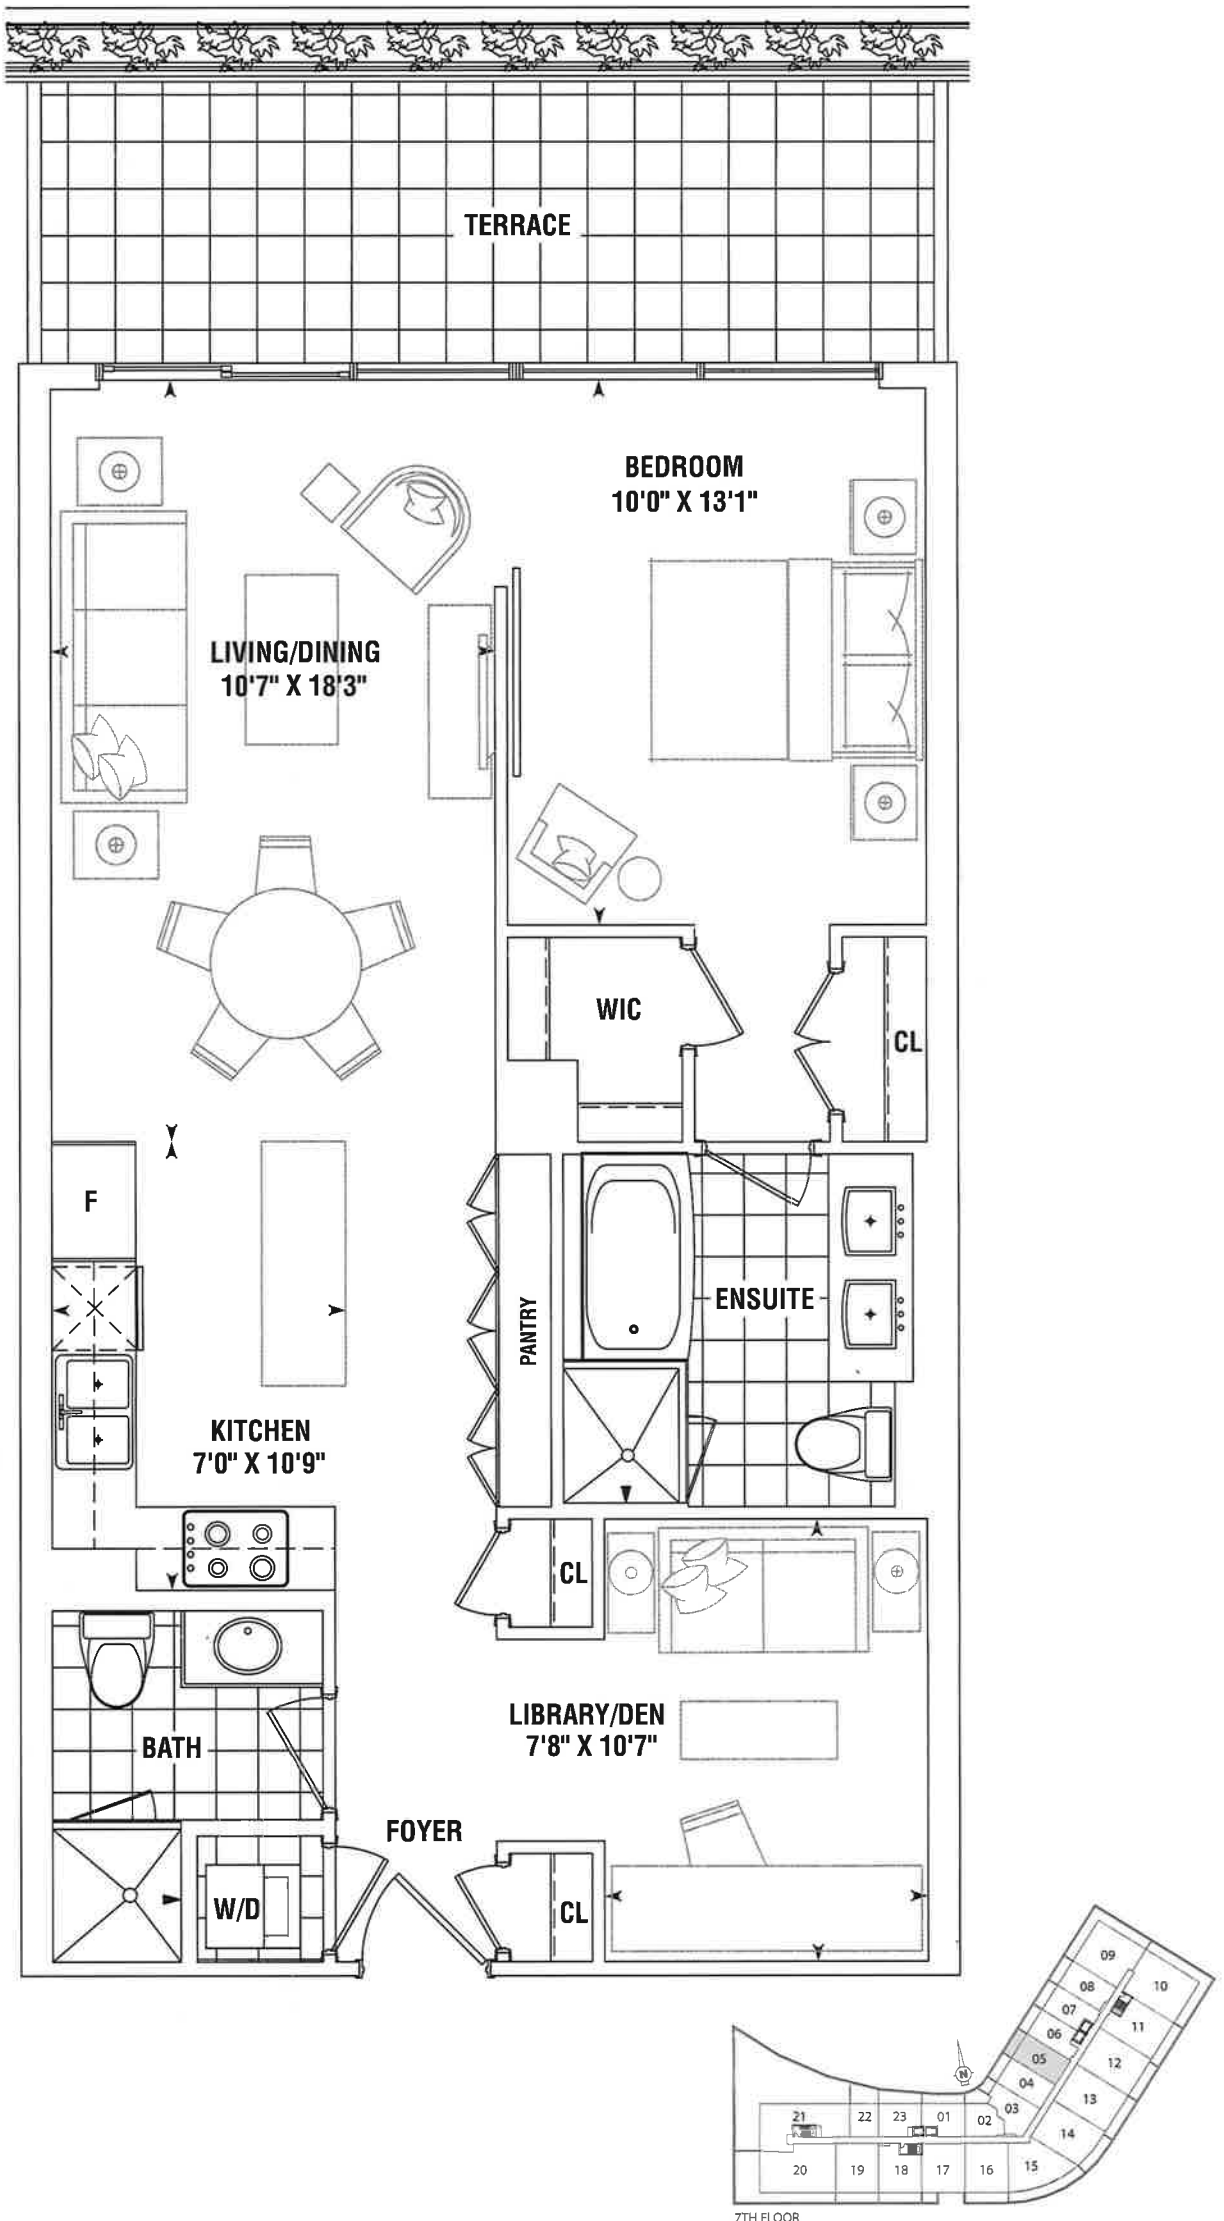 TERRACE
BEDROOM
10'0" X 13'1"
LIVING/DINING
10'7" X 18'3"
WIC
CL
F
PANTRY
ENSUITE
KITCHEN
7'0" X 10'9"
CL
LIBRARY/DEN
7'8" X 10'7"
BATH
FOYER
W/D
CL
09
08
10
07
11
06
05
12
N
04
13
03
21
22
23
01
02
14
20
19
18
17
16
15
7TH FLOOR